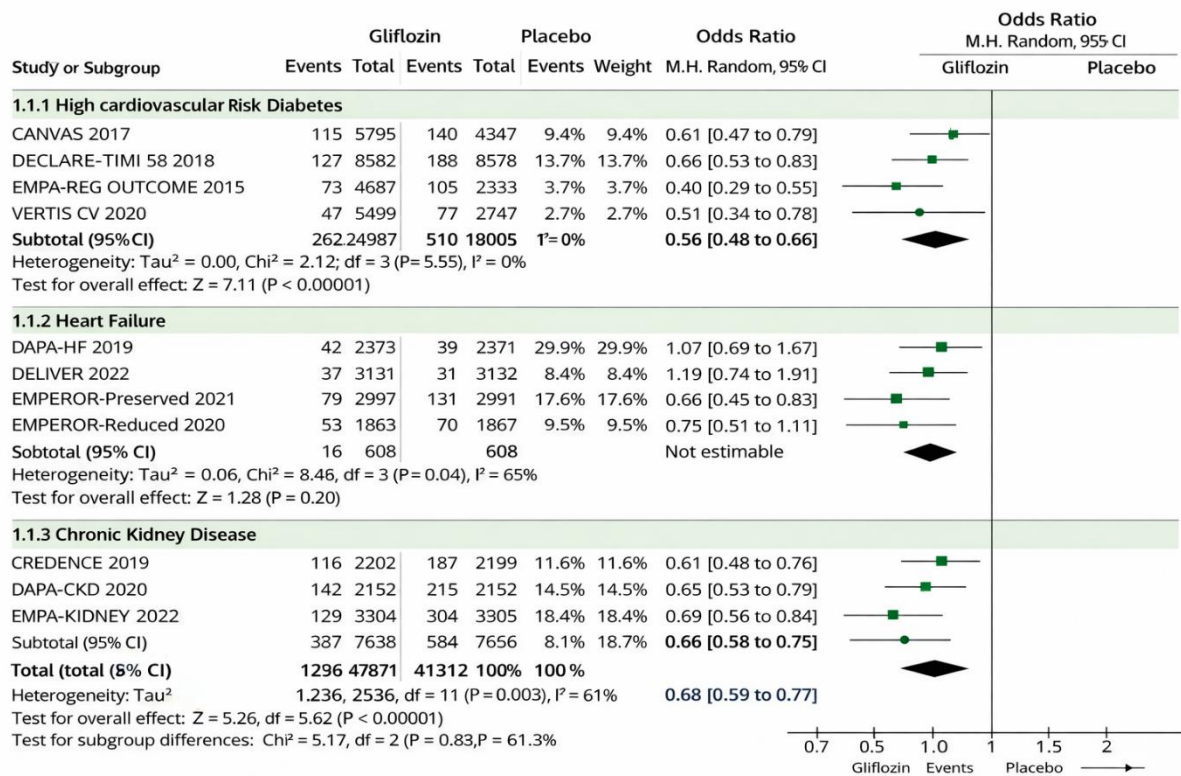 Gliflozin Placebo Odds Ratio Odds Ratio
M.H. Random, 955 CI
Study or Subgroup Events Total Events Total Events Weight M.H. Random, 95% CI Gliflozin Placebo
1.1.1 High cardiovascular Risk Diabetes
CANVAS 2017 115 5795 140 4347 9.4% 9.4% 0.61 [0.47 to 0.79]
DECLARE-TIMI 58 2018 127 8582 188 8578 13.7% 13.7% 0.66 [0.53 to 0.83]
EMPA-REG OUTCOME 2015 73 4687 105 2333 3.7% 3.7% 0.40 [0.29 to 0.55]
VERTIS CV 2020 47 5499 77 2747 2.7% 2.7% 0.51 [0.34 to 0.78]
Subtotal (95%CI) 262.24987 510 18005 1²= 0% 0.56 [0.48 to 0.66]
Heterogeneity: Tau² = 0.00, Chi² = 2.12; df = 3 (P= 5.55), I² = 0%
Test for overall effect: Z = 7.11 (P < 0.00001)
1.1.2 Heart Failure
DAPA-HF 2019 42 2373 39 2371 29.9% 29.9% 1.07 [0.69 to 1.67]
DELIVER 2022 37 3131 31 3132 8.4% 8.4% 1.19 [0.74 to 1.91]
EMPEROR-Preserved 2021 79 2997 131 2991 17.6% 17.6% 0.66 [0.45 to 0.83]
EMPEROR-Reduced 2020 53 1863 70 1867 9.5% 9.5% 0.75 [0.51 to 1.11]
Sobtotal (95% CI) 16 608 608 Not estimable
Heterogeneity: Tau² = 0.06, Chi² = 8.46, df = 3 (P = 0.04), I² = 65%
Test for overall effect: Z = 1.28 (P = 0.20)
1.1.3 Chronic Kidney Disease
CREDENCE 2019 116 2202 187 2199 11.6% 11.6% 0.61 [0.48 to 0.76]
DAPA-CKD 2020 142 2152 215 2152 14.5% 14.5% 0.65 [0.53 to 0.79]
EMPA-KIDNEY 2022 129 3304 304 3305 18.4% 18.4% 0.69 [0.56 to 0.84]
Subtotal (95% CI) 387 7638 584 7656 8.1% 18.7% 0.66 [0.58 to 0.75]
Total (total (8% CI) 1296 47871 41312 100% 100 %
Heterogeneity: Tau² 1.236, 2536, df = 11 (P = 0.003), I² = 61% 0.68 [0.59 to 0.77]
Test for overall effect: Z = 5.26, df = 5.62 (P < 0.00001)
Test for subgroup differences: Chi² = 5.17, df = 2 (P = 0.83,P = 61.3%
0.7 0.5 1.0 1 1.5 2
Gliflozin Events Placebo